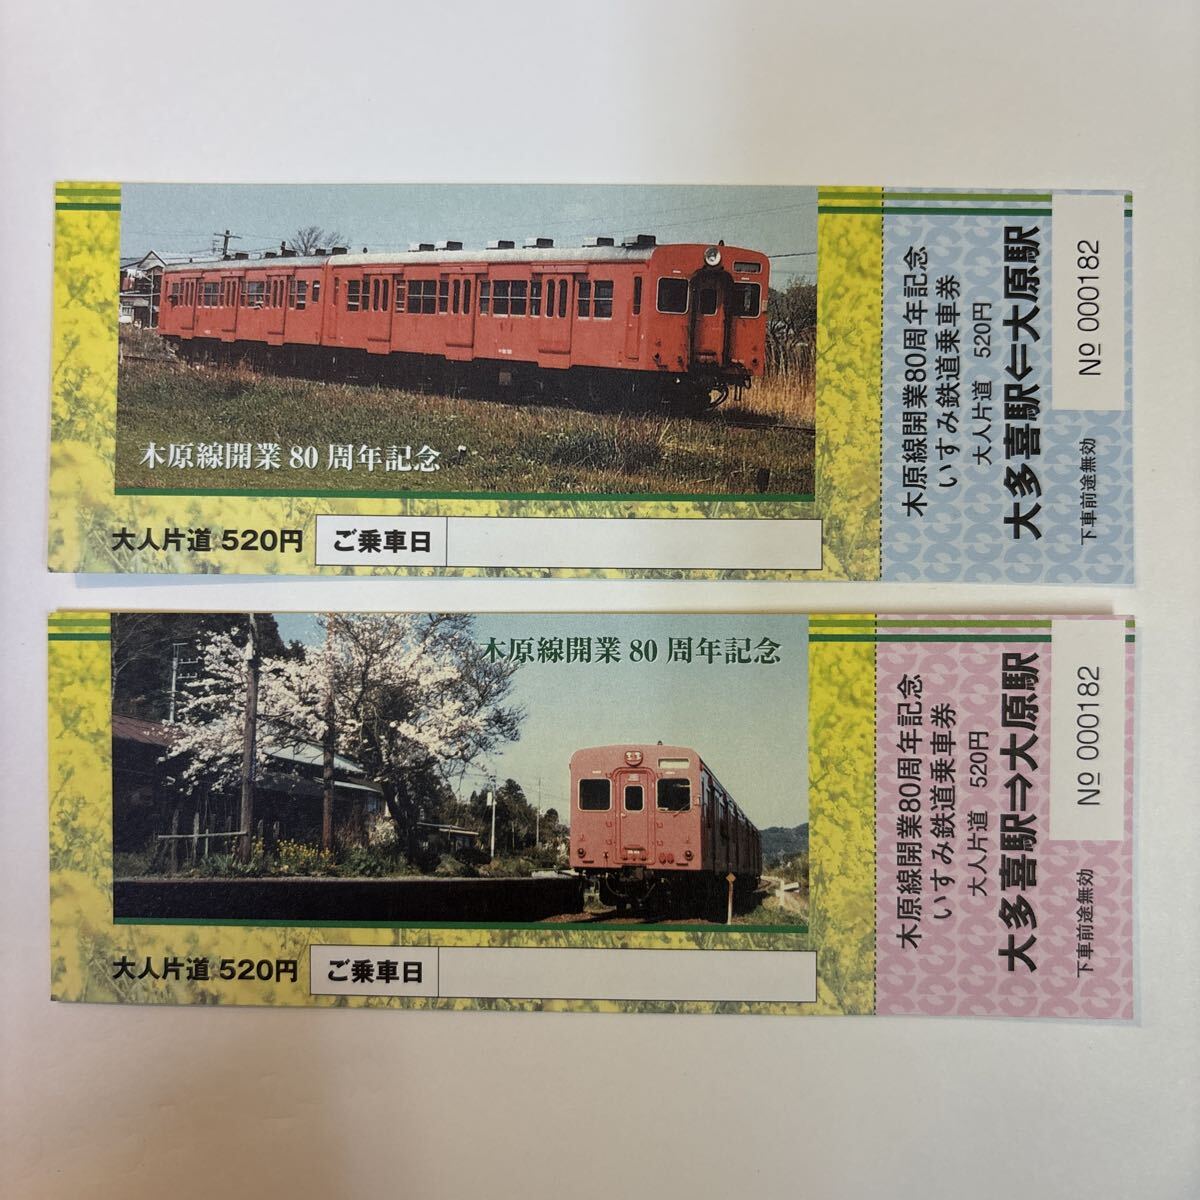 木原線開業 80 周年記念
大人片道 520円
ご乗車日
木原線開業80周年記念
いすみ鉄道乗車券
大人片道 520円
大多喜駅⇐大原駅
下車前途無効
No 000182
木原線開業 80 周年記念
大人片道 520円
ご乗車日
木原線開業80周年記念
いすみ鉄道乗車券
大人片道 520円
大多喜駅⇒大原駅
下車前途無効
No 000182